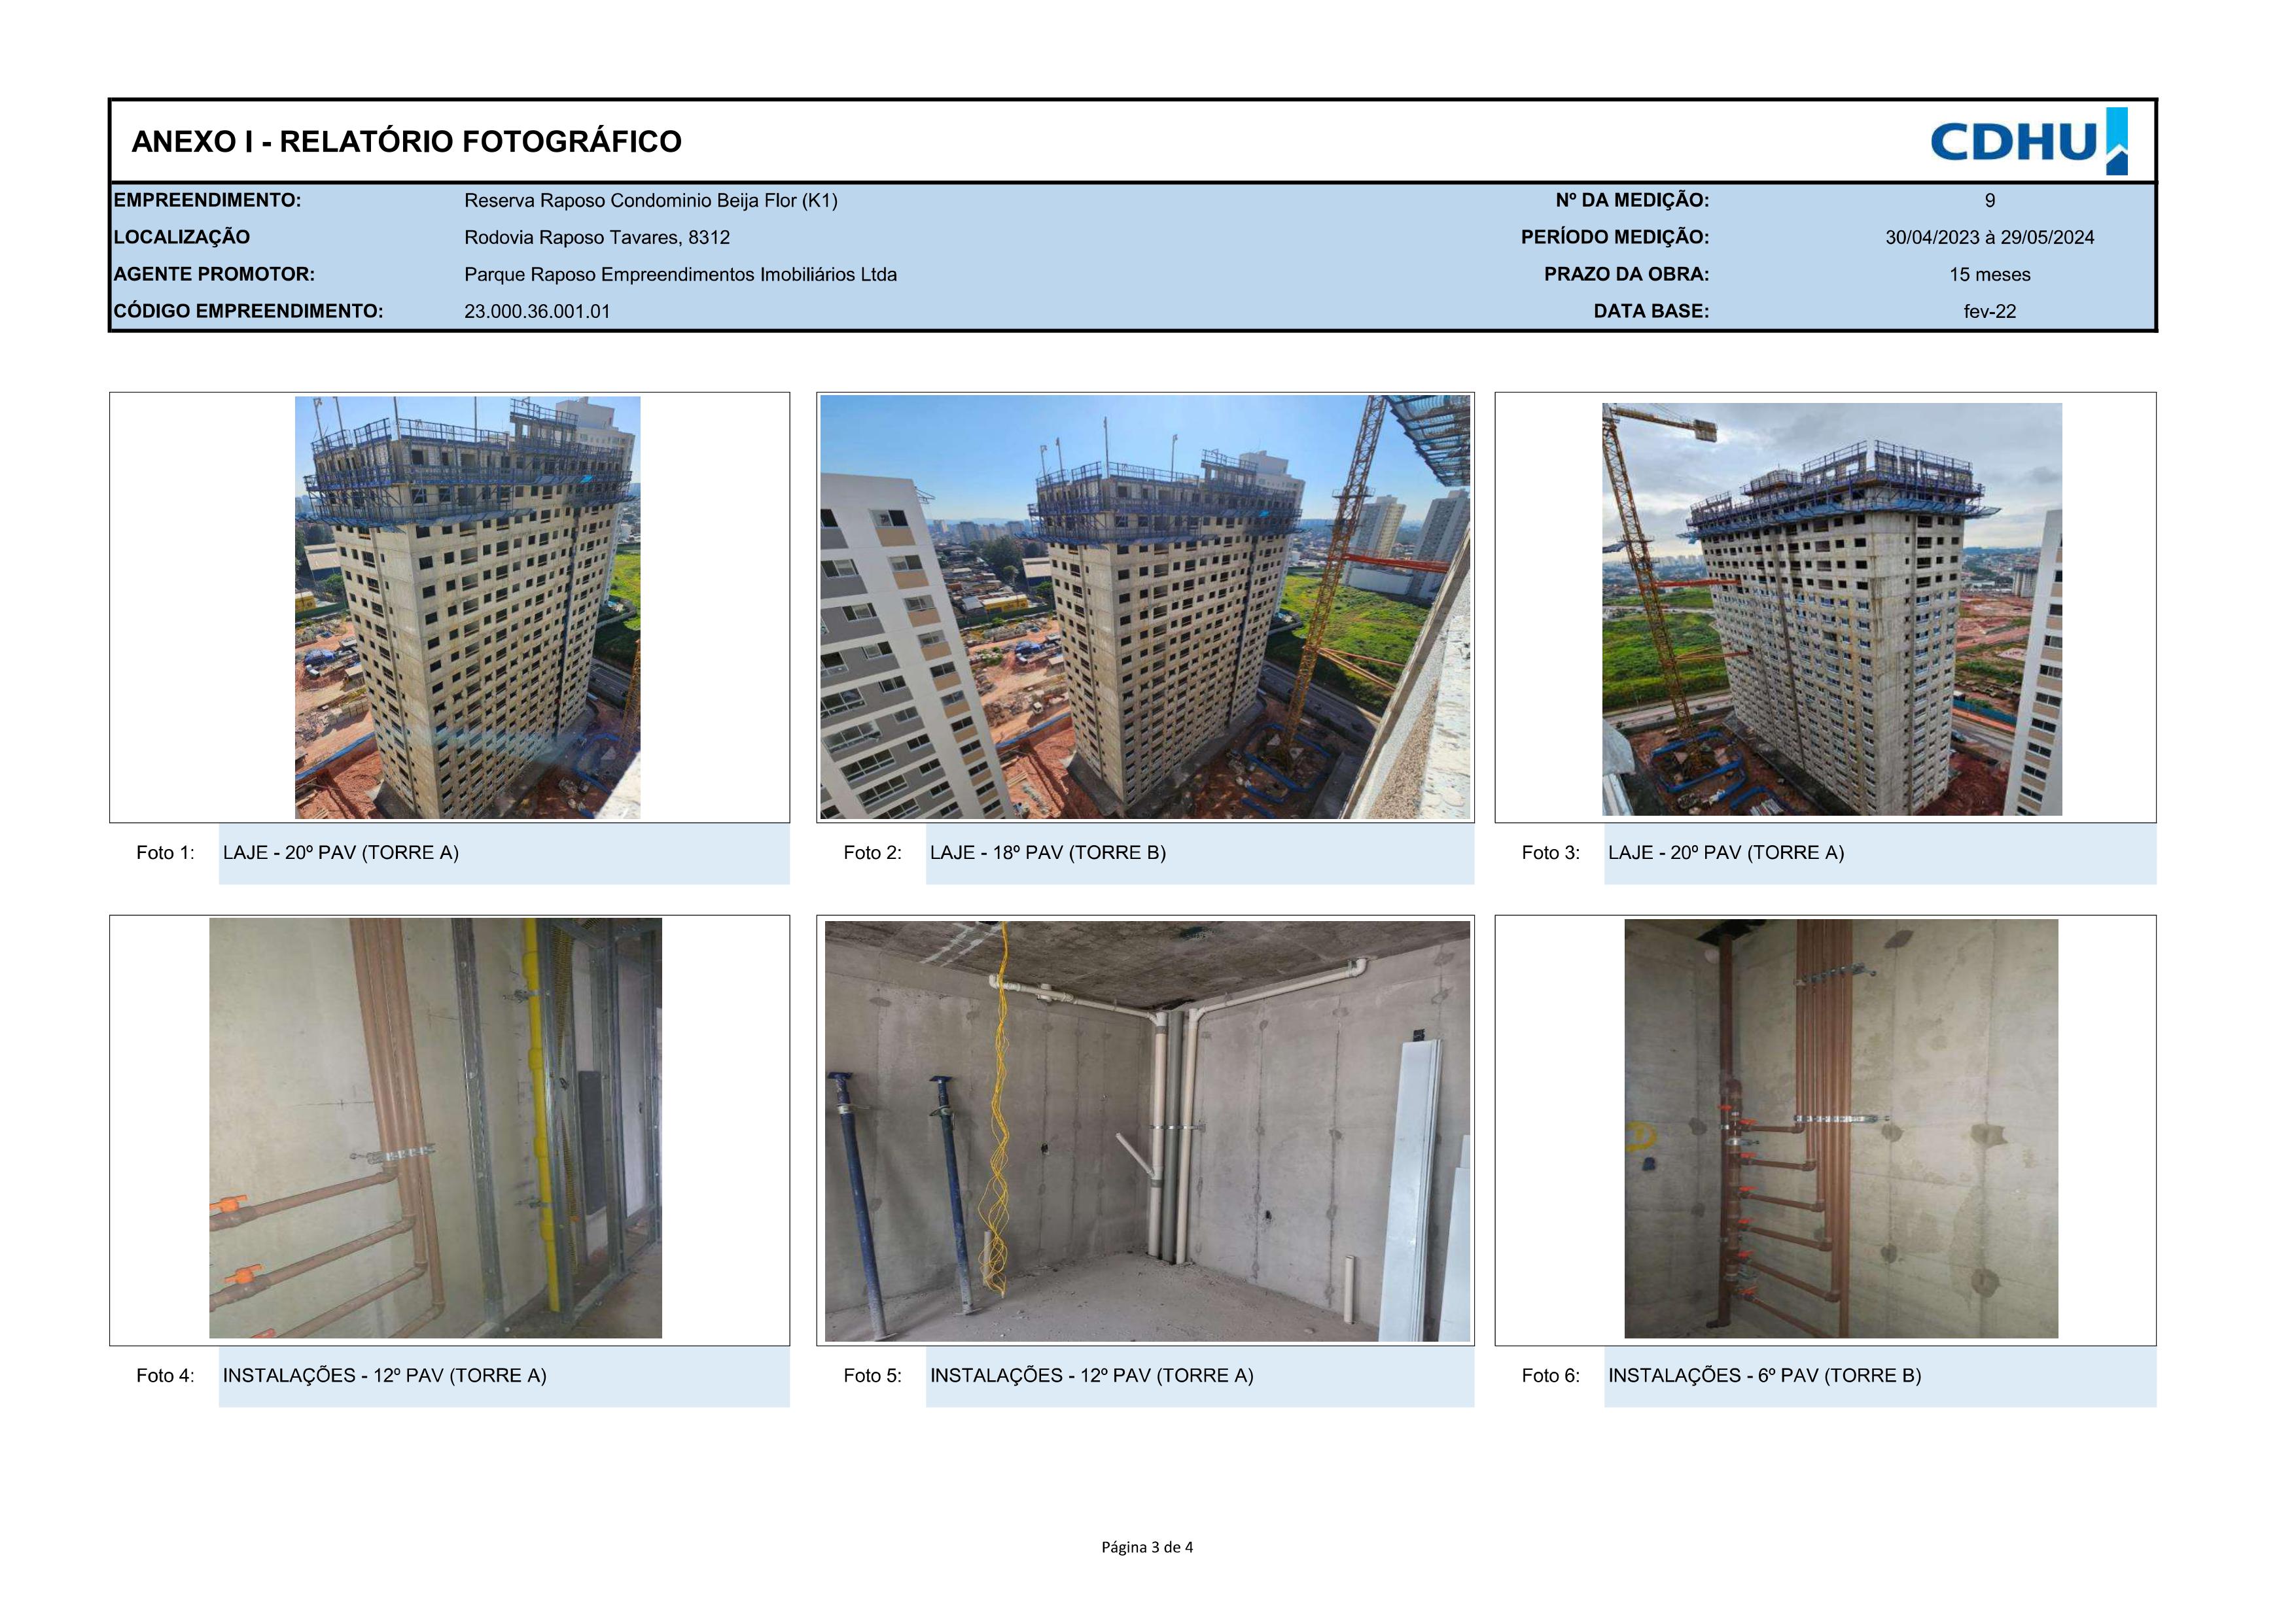 ANEXO I - RELATÓRIO FOTOGRÁFICO
CDHU
EMPREENDIMENTO: Reserva Raposo Condominio Beija Flor (K1) Nº DA MEDIÇÃO: 9
LOCALIZAÇÃO Rodovia Raposo Tavares, 8312 PERÍODO MEDIÇÃO: 30/04/2023 à 29/05/2024
AGENTE PROMOTOR: Parque Raposo Empreendimentos Imobiliários Ltda PRAZO DA OBRA: 15 meses
CÓDIGO EMPREENDIMENTO: 23.000.36.001.01 DATA BASE: fev-22
Foto 1: LAJE - 20º PAV (TORRE A)
Foto 2: LAJE - 18º PAV (TORRE B)
Foto 3: LAJE - 20º PAV (TORRE A)
Foto 4: INSTALAÇÕES - 12º PAV (TORRE A)
Foto 5: INSTALAÇÕES - 12º PAV (TORRE A)
Foto 6: INSTALAÇÕES - 6º PAV (TORRE B)
Página 3 de 4